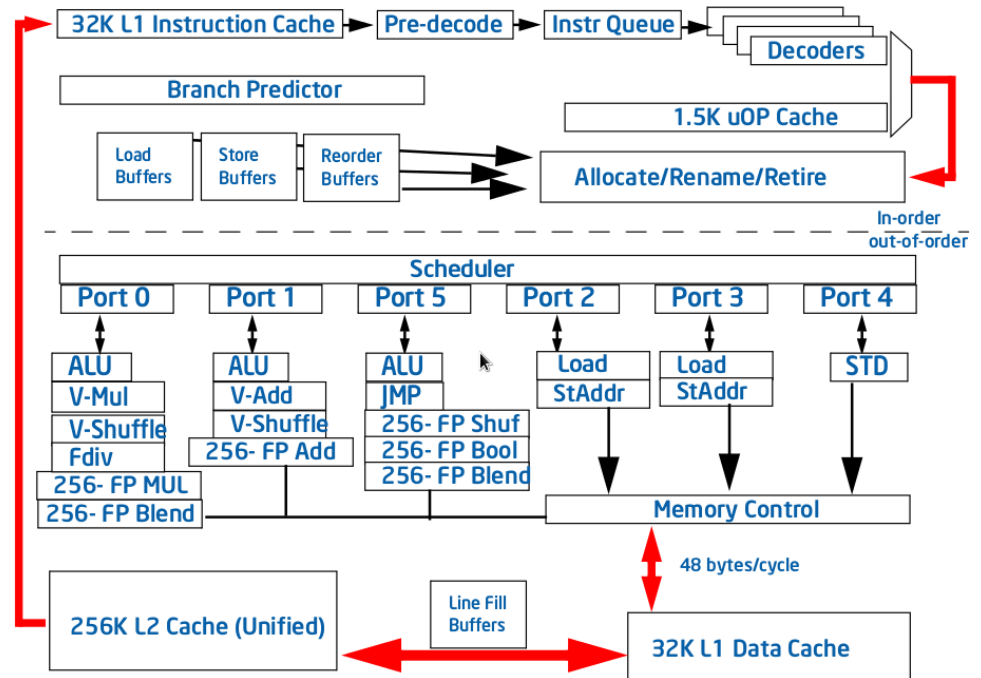 32K L1 Instruction Cache
Pre-decode
Instr Queue
Decoders
Branch Predictor
1.5K uOP Cache
Load
Buffers
Store
Buffers
Reorder
Buffers
Allocate/Rename/Retire
In-order
out-of-order
Scheduler
Port 0
Port 1
Port 5
Port 2
Port 3
Port 4
ALU
V-Mul
V-Shuffle
Fdiv
256- FP MUL
256- FP Blend
ALU
V-Add
V-Shuffle
256- FP Add
ALU
JMP
256- FP Shuf
256- FP Bool
256- FP Blend
Load
StAddr
Load
StAddr
STD
Memory Control
48 bytes/cycle
256K L2 Cache (Unified)
Line Fill
Buffers
32K L1 Data Cache